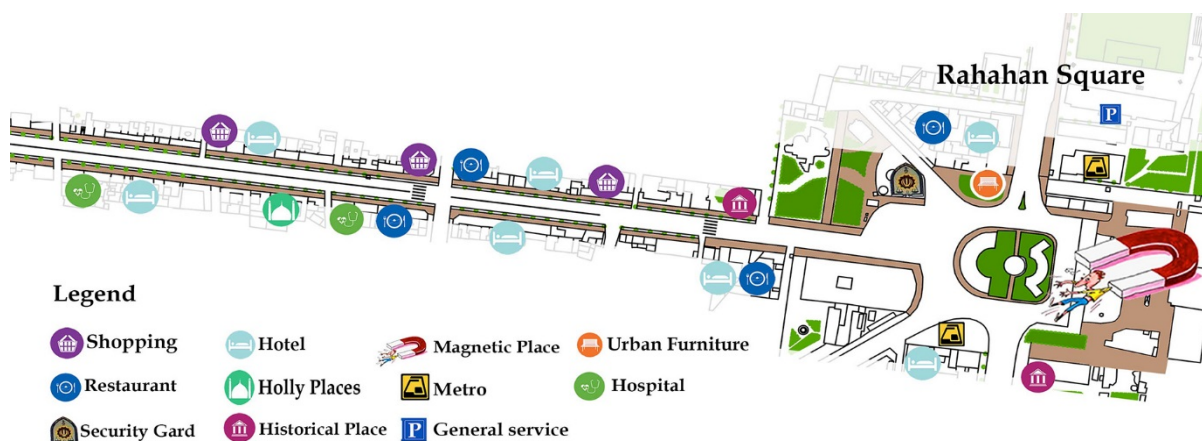 Rahahan Square
P
Legend
Shopping
Hotel
Magnetic Place
Urban Furniture
Restaurant
Holly Places
Metro
Hospital
Security Gard
Historical Place
P
General service